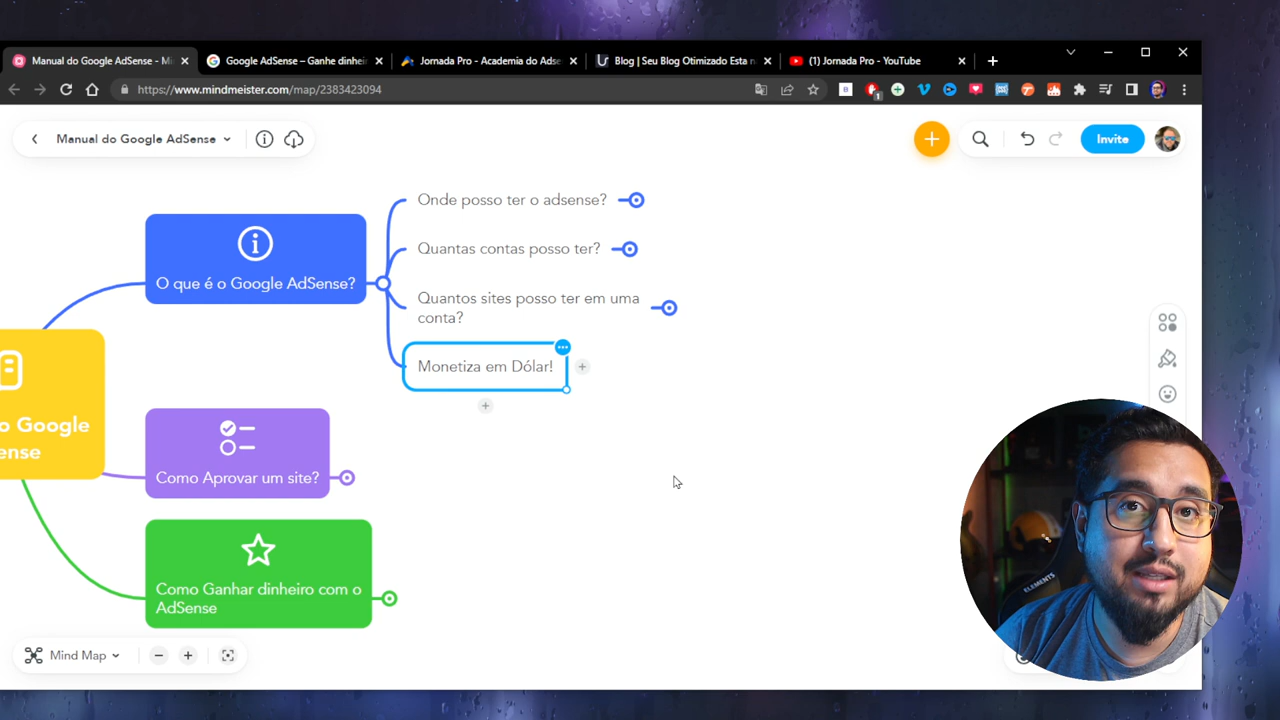 Manual do Google AdSense - Mi
Google AdSense – Ganhe dinhei
Jornada Pro - Academia do Adse
Blog | Seu Blog Otimizado Esta n
(1) Jornada Pro - YouTube
https://www.mindmeister.com/map/2383423094
1
Manual do Google AdSense
Invite
Onde posso ter o adsense?
Quantas contas posso ter?
O que é o Google AdSense?
Quantos sites posso ter em uma
conta?
Monetiza em Dólar!
o Google
ense
Como Aprovar um site?
Como Ganhar dinheiro com o
AdSense
ELEMENTS
Mind Map